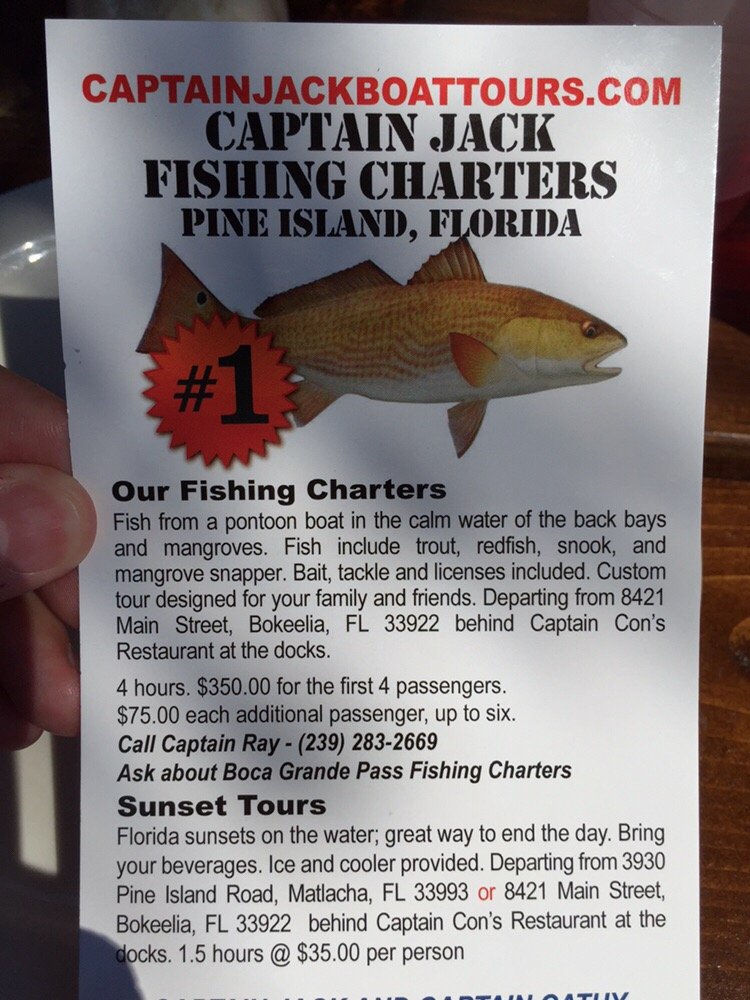 CAPTAINJACKBOATTOURS.COM
CAPTAIN JACK
FISHING CHARTERS
PINE ISLAND, FLORIDA
#1
Our Fishing Charters
Fish from a pontoon boat in the calm water of the back bays
and mangroves. Fish include trout, redfish, snook, and
mangrove snapper. Bait, tackle and licenses included. Custom
tour designed for your family and friends. Departing from 8421
Main Street, Bokeelia, FL 33922 behind Captain Con's
Restaurant at the docks.
4 hours. $350.00 for the first 4 passengers.
$75.00 each additional passenger, up to six.
Call Captain Ray - (239) 283-2669
Ask about Boca Grande Pass Fishing Charters
Sunset Tours
Florida sunsets on the water; great way to end the day. Bring
your beverages. Ice and cooler provided. Departing from 3930
Pine Island Road, Matlacha, FL 33993 or 8421 Main Street,
Bokeelia, FL 33922 behind Captain Con's Restaurant at the
docks. 1.5 hours @ $35.00 per person
CAPTAIN JACK AND CAPTAIN CATHY